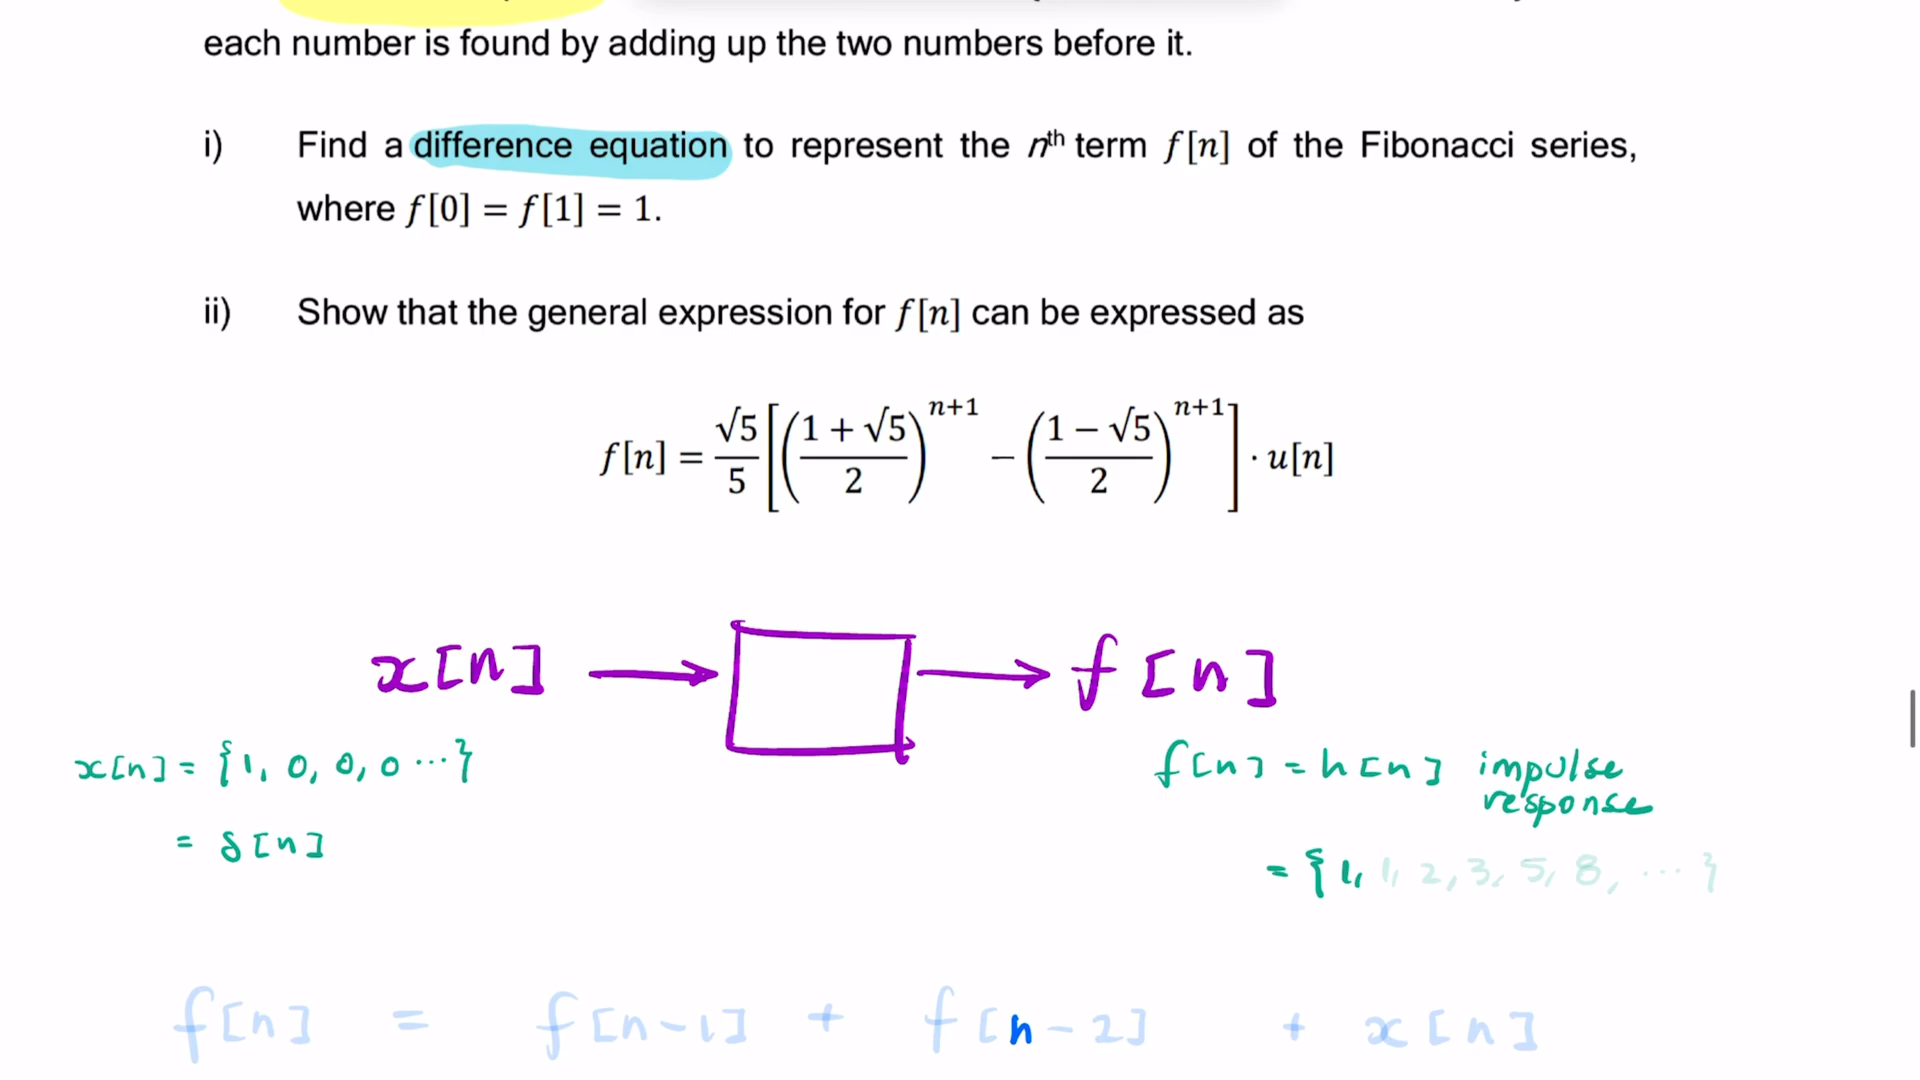 each number is found by adding up the two numbers before it.
i) Find a difference equation to represent the nth term f[n] of the Fibonacci series,
where f[0] = f[1] = 1.
ii) Show that the general expression for f[n] can be expressed as
f[n] = √5/5 [((1 + √5)/2)^(n+1) − ((1 − √5)/2)^(n+1)] · u[n]
x[n] → □ → f[n]
x[n] = {1, 0, 0, 0 ...}
f[n] = h[n] impulse
response
= δ[n]
= {1, 1, 2, 3, 5, 8, ... }
f[n] = f[n-1] + f[n-2] + x[n]